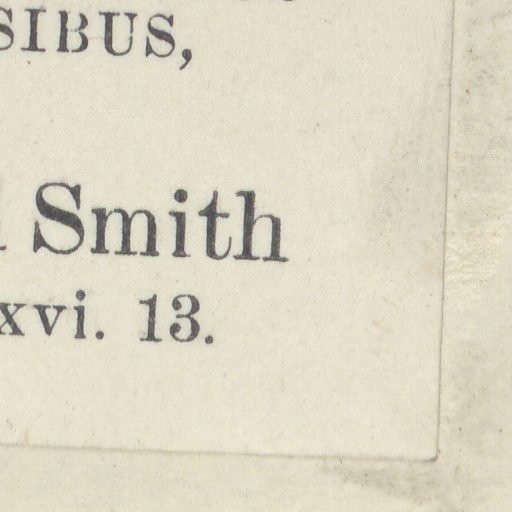 SIBUS,
Smith
xvi. 13.